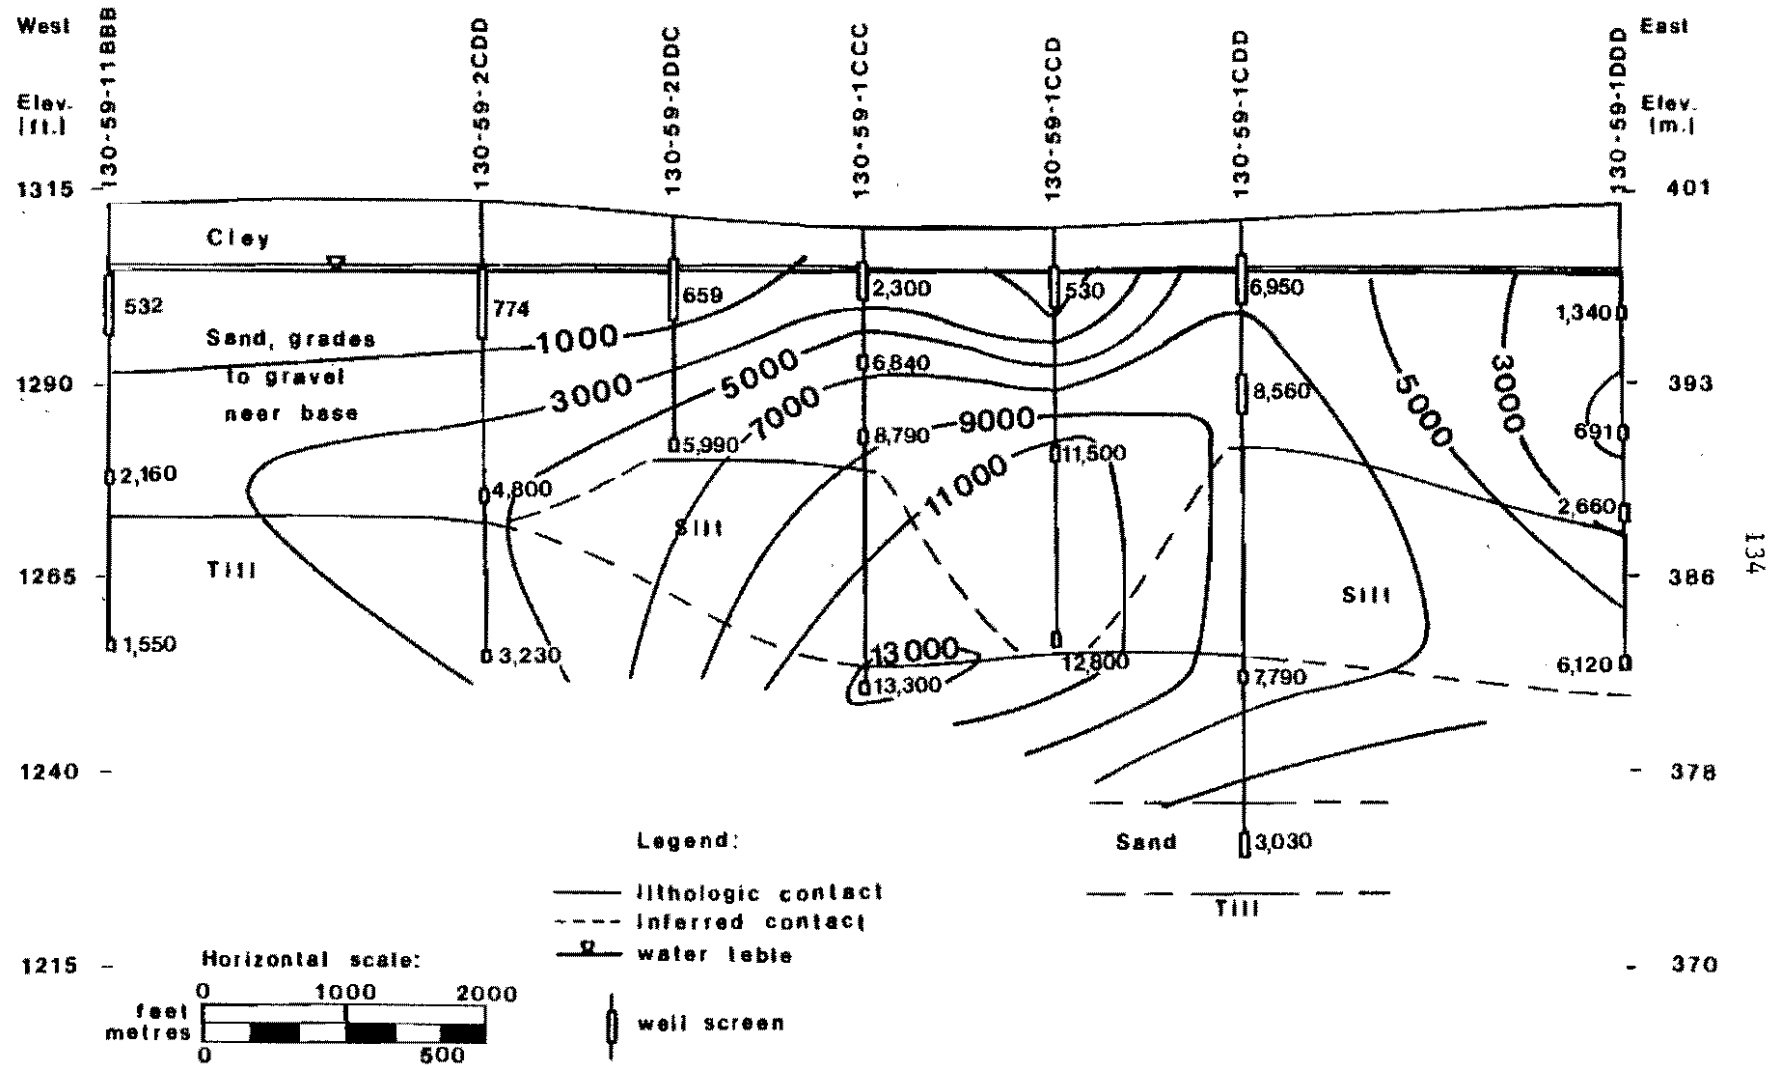 West
East
Elev.
[ft.]
Elev.
[m.]
130-59-11BBB
130-59-2CDD
130-59-2DDC
130-59-1CCC
130-59-1CCD
130-59-1CDD
130-59-1DDD
1315
401
Clay
532
774
659
2,300
530
6,950
1,340
Sand, grades
to gravel
near base
1000
3000
5000
7000
9000
11000
13000
5000
3000
1290
393
6,840
8,560
691
5,990
8,790
11,500
2,160
4,800
2,660
Silt
Till
1265
386
Silt
134
1,550
3,230
13,300
12,800
7,790
6,120
1240
378
Sand
3,030
Till
Legend:
lithologic contact
inferred contact
water table
well screen
1215
370
Horizontal scale:
0 1000 2000
feet
metres
0 500